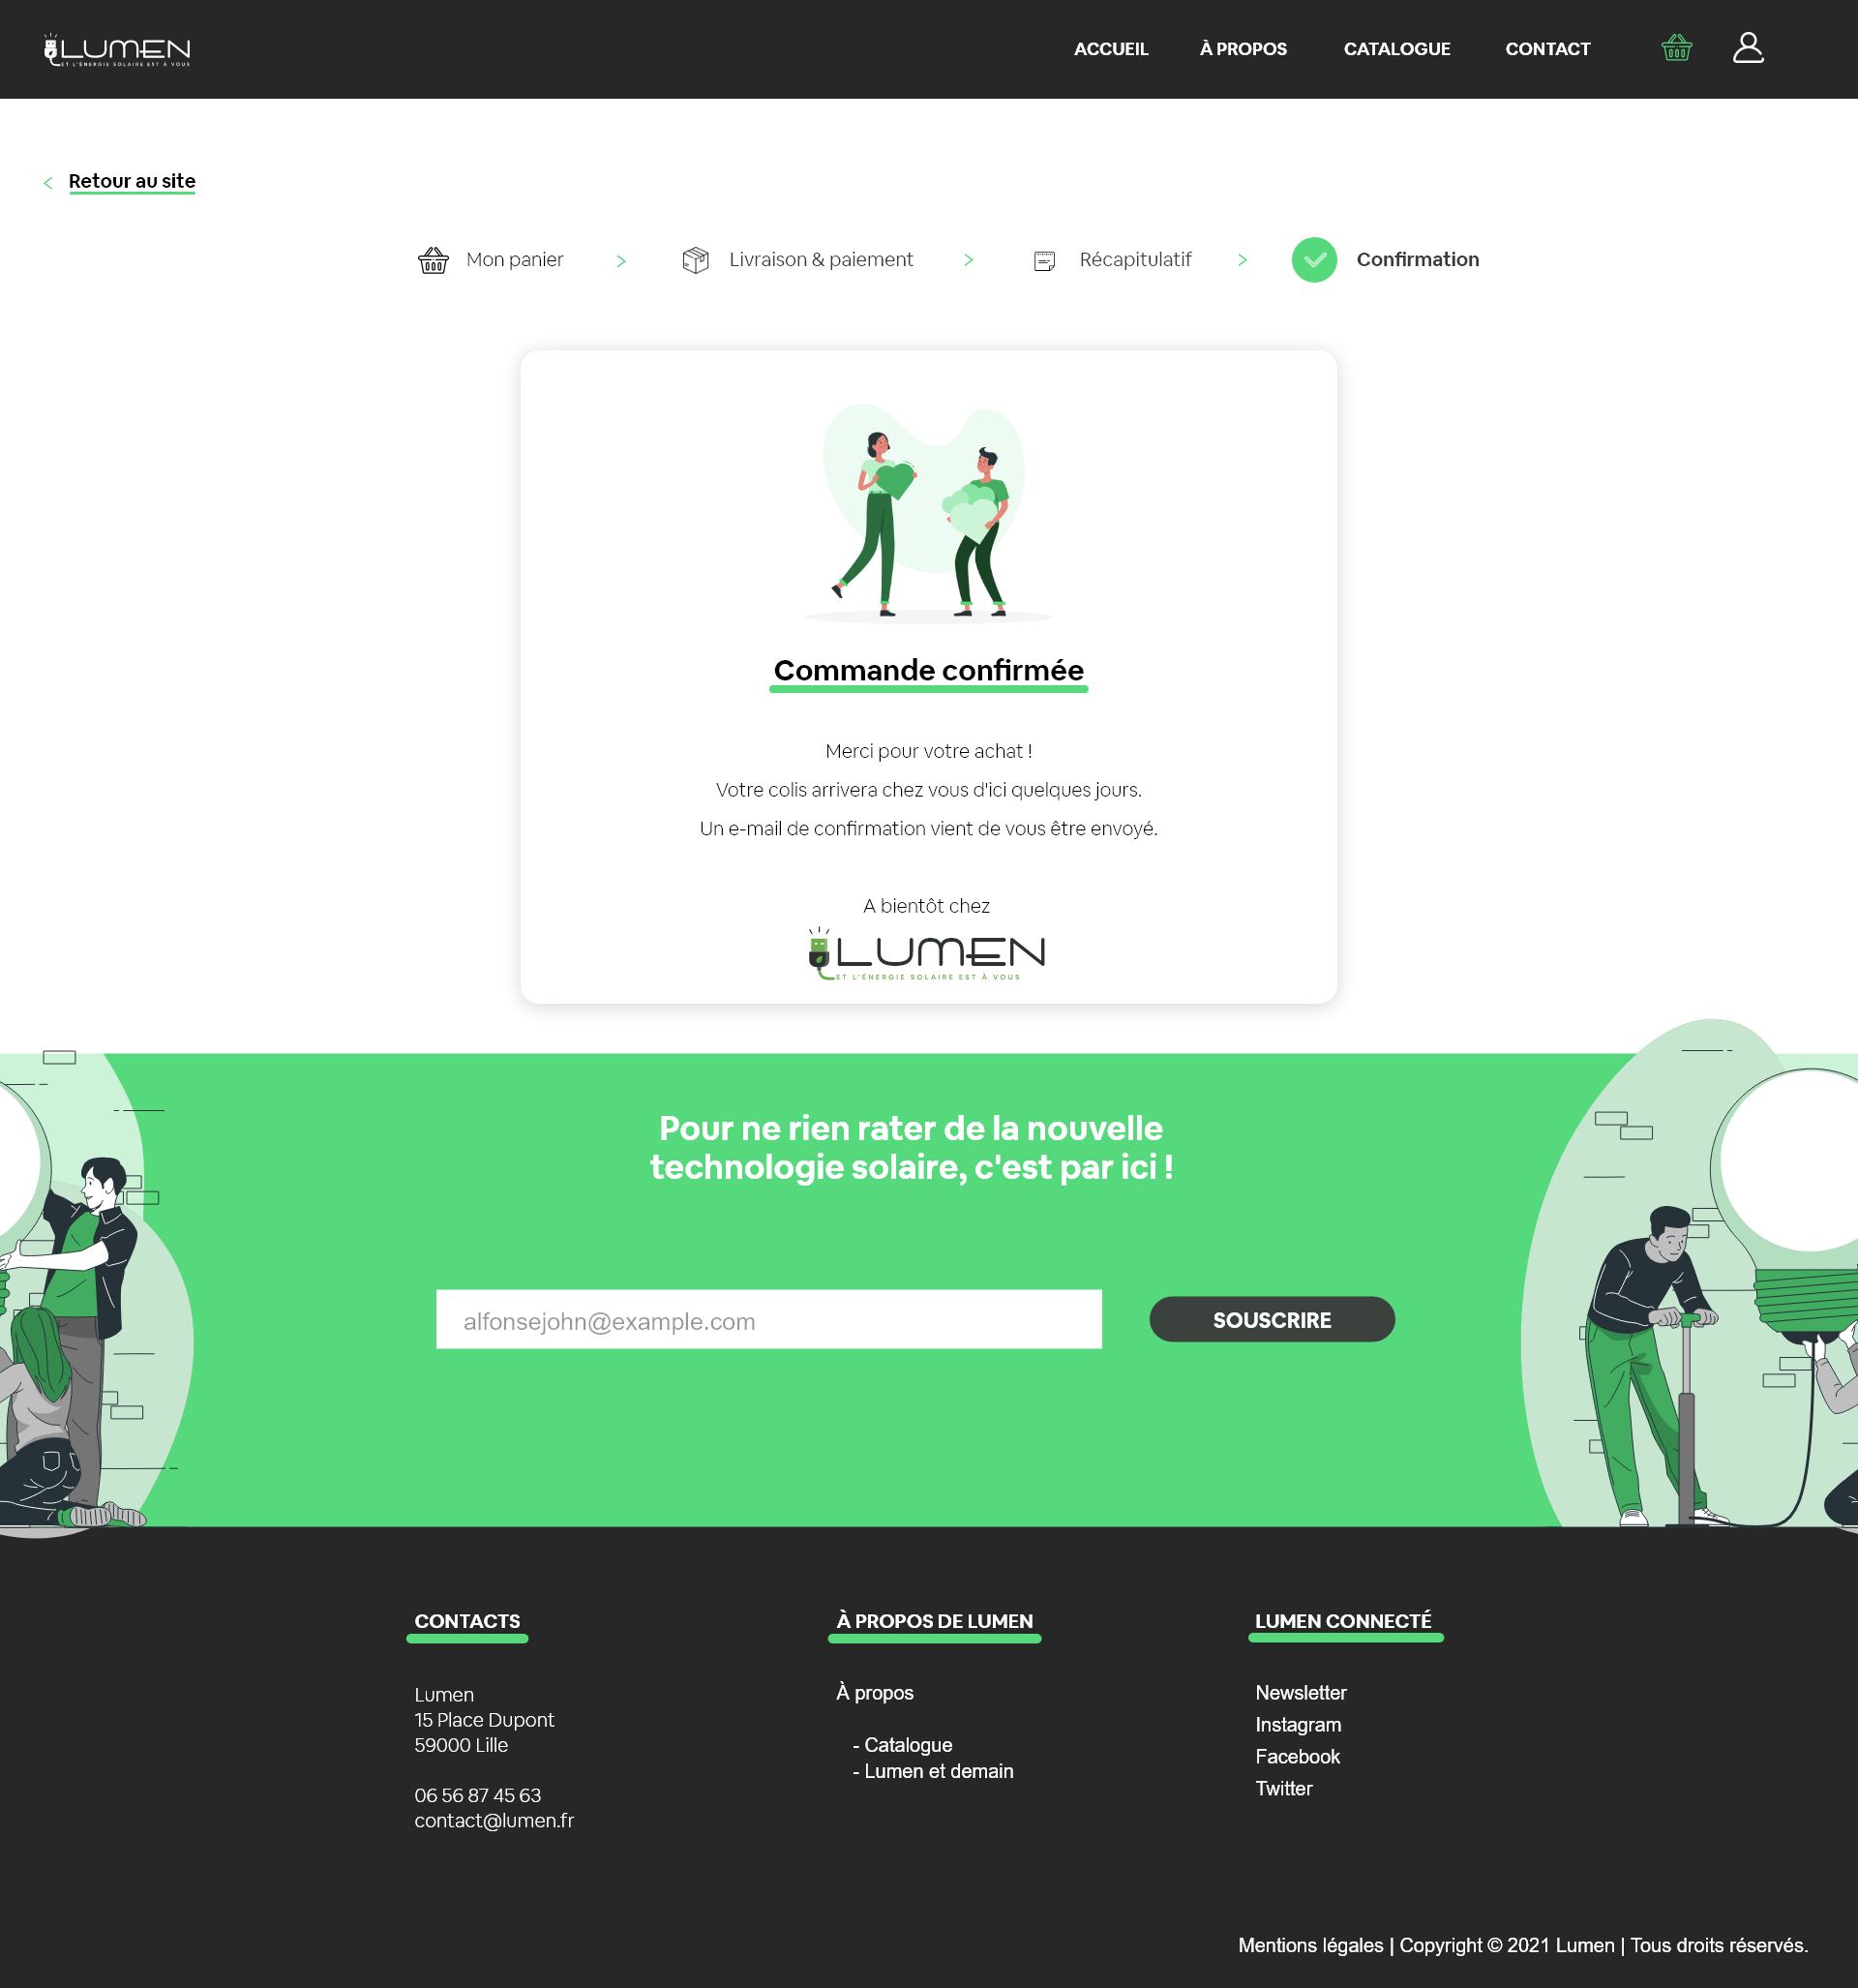 LUMEN
ET L'ÉNERGIE SOLAIRE EST À VOUS
ACCUEIL
À PROPOS
CATALOGUE
CONTACT
< Retour au site
Mon panier > Livraison & paiement > Récapitulatif > Confirmation
Commande confirmée
Merci pour votre achat !
Votre colis arrivera chez vous d'ici quelques jours.
Un e-mail de confirmation vient de vous être envoyé.
A bientôt chez
LUMEN
ET L'ÉNERGIE SOLAIRE EST À VOUS
Pour ne rien rater de la nouvelle
technologie solaire, c'est par ici !
alfonsejohn@example.com
SOUSCRIRE
CONTACTS
Lumen
15 Place Dupont
59000 Lille
06 56 87 45 63
contact@lumen.fr
À PROPOS DE LUMEN
À propos
- Catalogue
- Lumen et demain
LUMEN CONNECTÉ
Newsletter
Instagram
Facebook
Twitter
Mentions légales | Copyright © 2021 Lumen | Tous droits réservés.